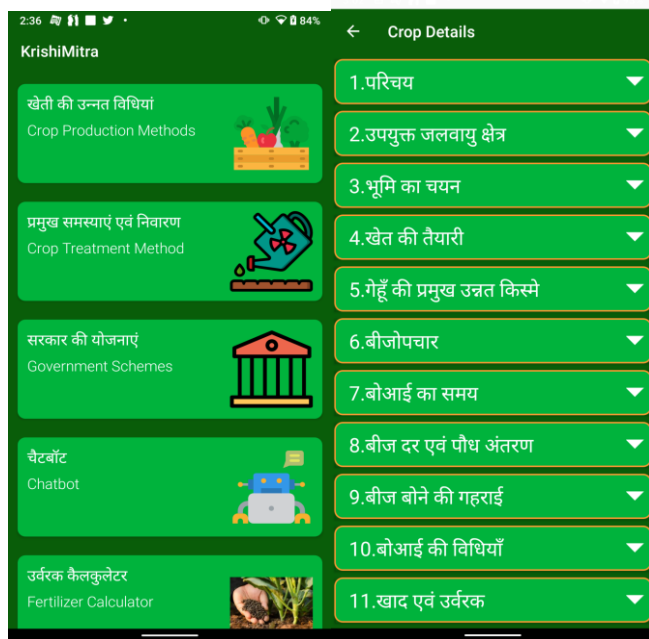 2:36
84%
KrishiMitra
खेती की उन्नत विधियां
Crop Production Methods
प्रमुख समस्याएं एवं निवारण
Crop Treatment Method
सरकार की योजनाएं
Government Schemes
चैटबॉट
Chatbot
उर्वरक कैलकुलेटर
Fertilizer Calculator
Crop Details
1.परिचय
2.उपयुक्त जलवायु क्षेत्र
3.भूमि का चयन
4.खेत की तैयारी
5.गेहूँ की प्रमुख उन्नत किस्मे
6.बीजोपचार
7.बोआई का समय
8.बीज दर एवं पौध अंतरण
9.बीज बोने की गहराई
10.बोआई की विधियाँ
11.खाद एवं उर्वरक